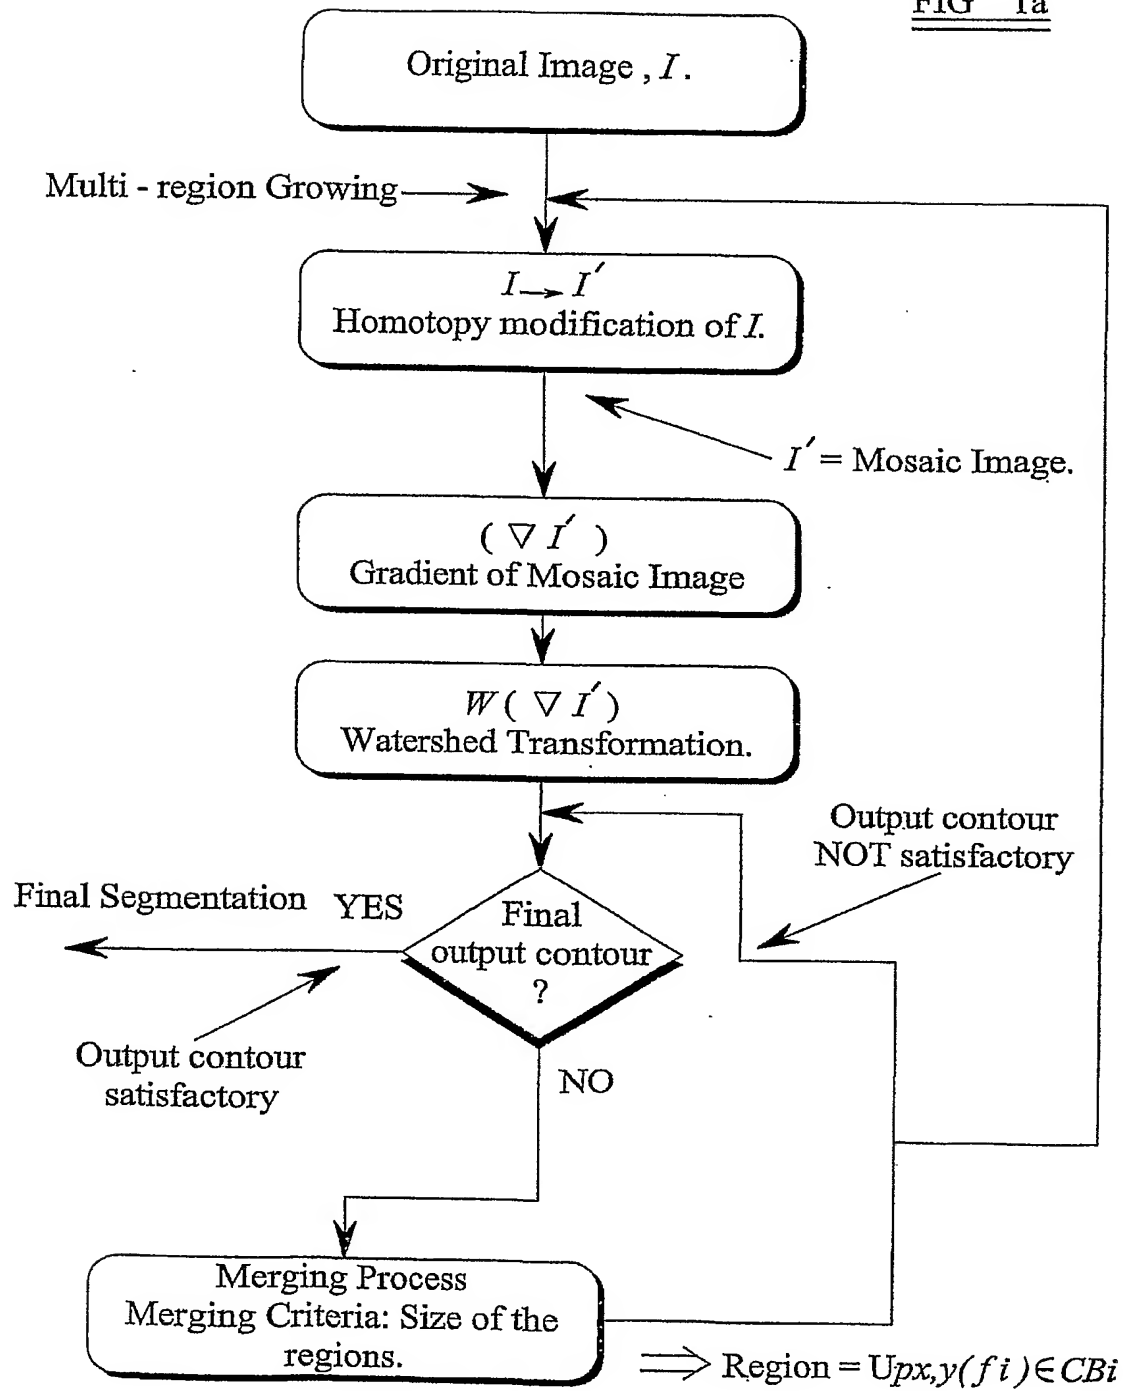 FIG 1a
Original Image , I.
Multi - region Growing
I → I′
Homotopy modification of I.
I′ = Mosaic Image.
( ∇ I′ )
Gradient of Mosaic Image
W ( ∇ I′ )
Watershed Transformation.
Output contour
NOT satisfactory
Final Segmentation YES
Final
output contour
?
Output contour
satisfactory
NO
Merging Process
Merging Criteria: Size of the
regions.
⇒ Region = Upx,y(fi)∈CBi